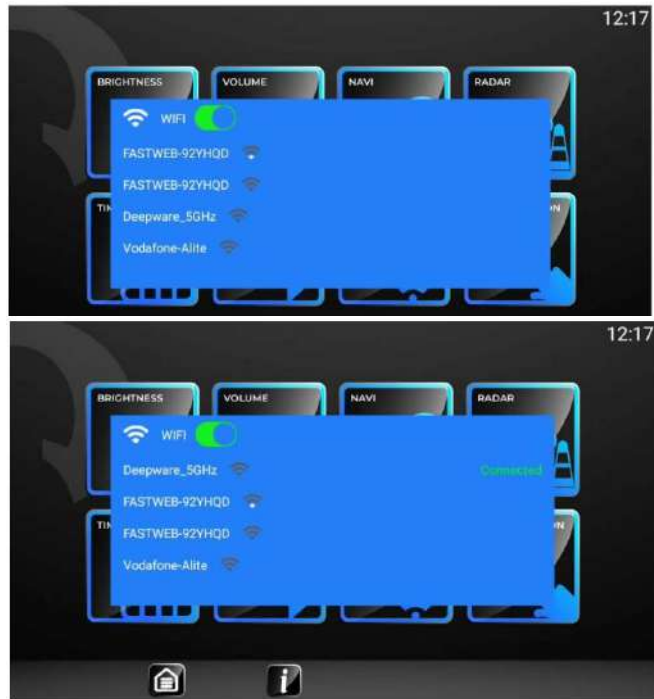 12:17
BRIGHTNESS VOLUME NAVI RADAR
WIFI
FASTWEB-92YHQD
FASTWEB-92YHQD
Deepware_5GHz
Vodafone-Alite
12:17
BRIGHTNESS VOLUME NAVI RADAR
WIFI
Deepware_5GHz Connected
FASTWEB-92YHQD
FASTWEB-92YHQD
Vodafone-Alite
i